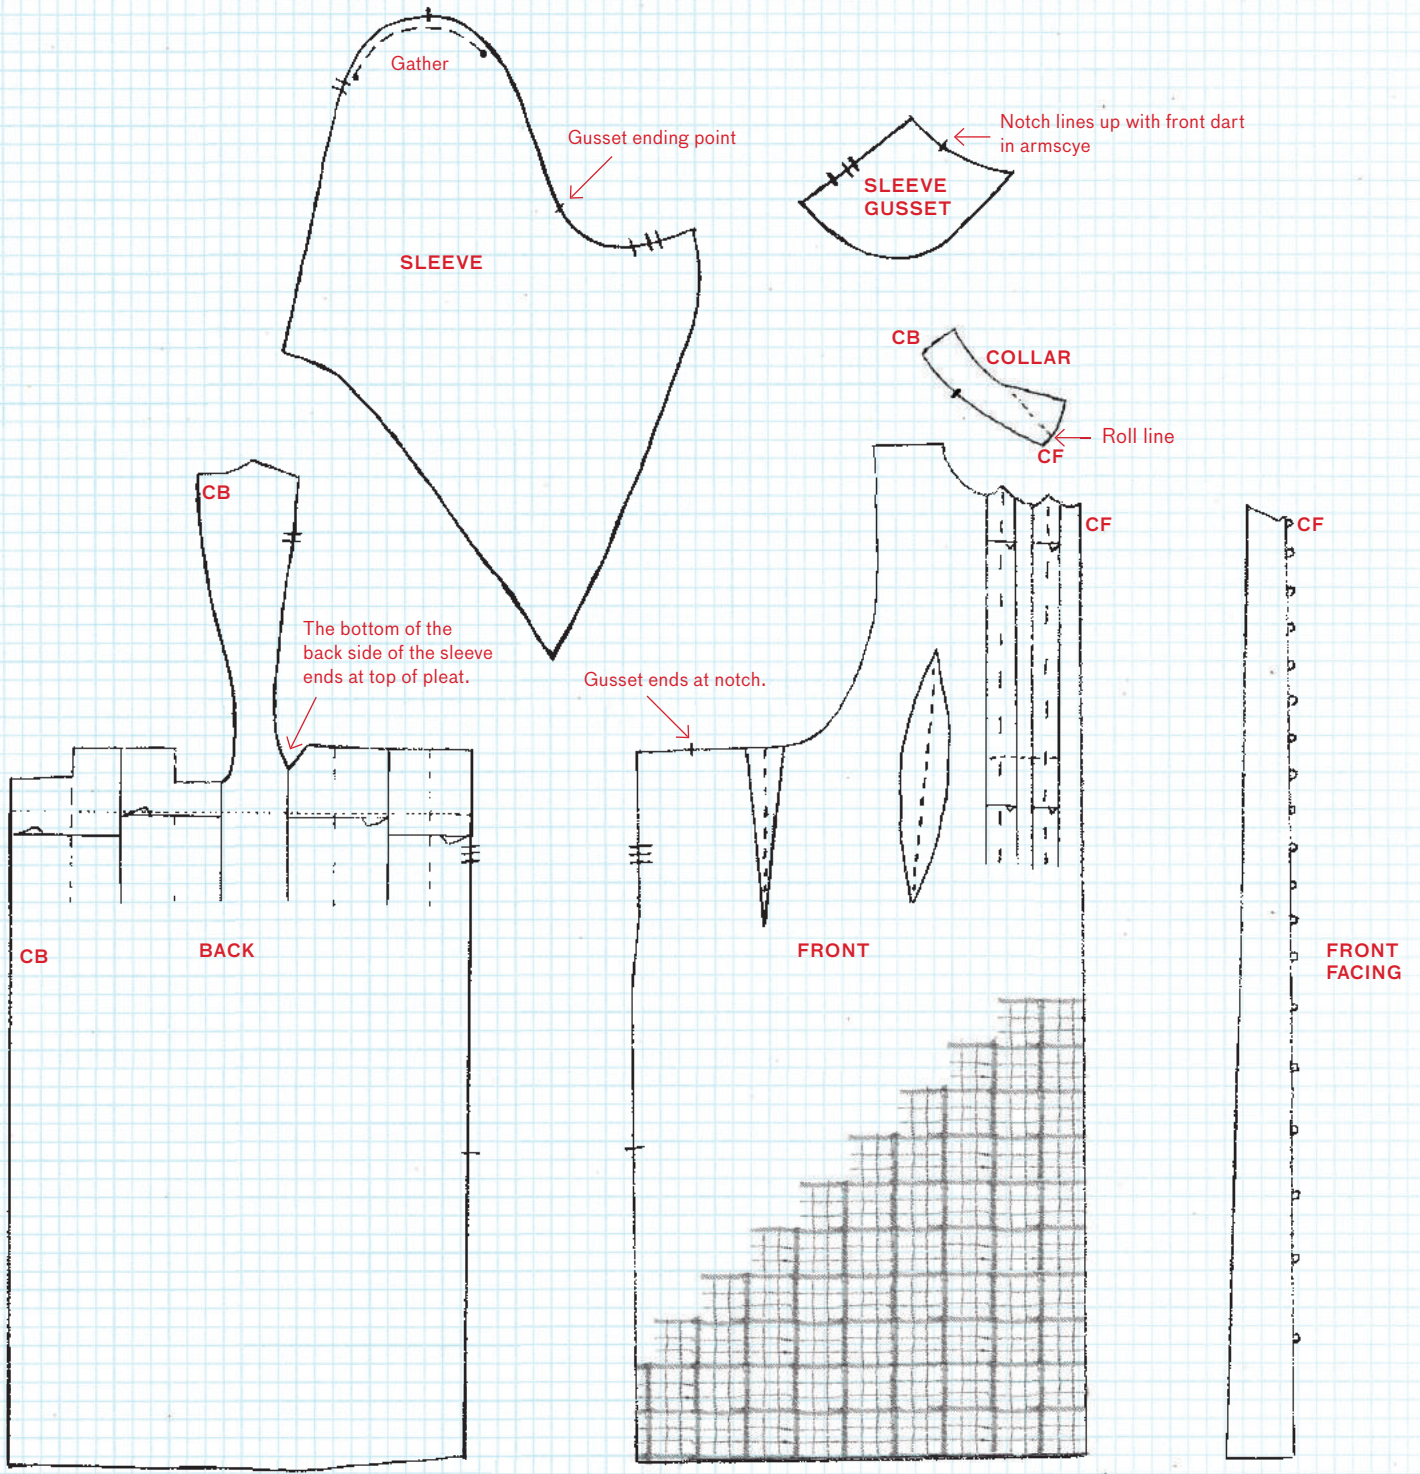 Gather
Gusset ending point
Notch lines up with front dart
in armscye
SLEEVE
GUSSET
SLEEVE
CB
COLLAR
Roll line
CF
CB
CF
CF
The bottom of the
back side of the sleeve
ends at top of pleat.
Gusset ends at notch.
CB
BACK
FRONT
FRONT
FACING